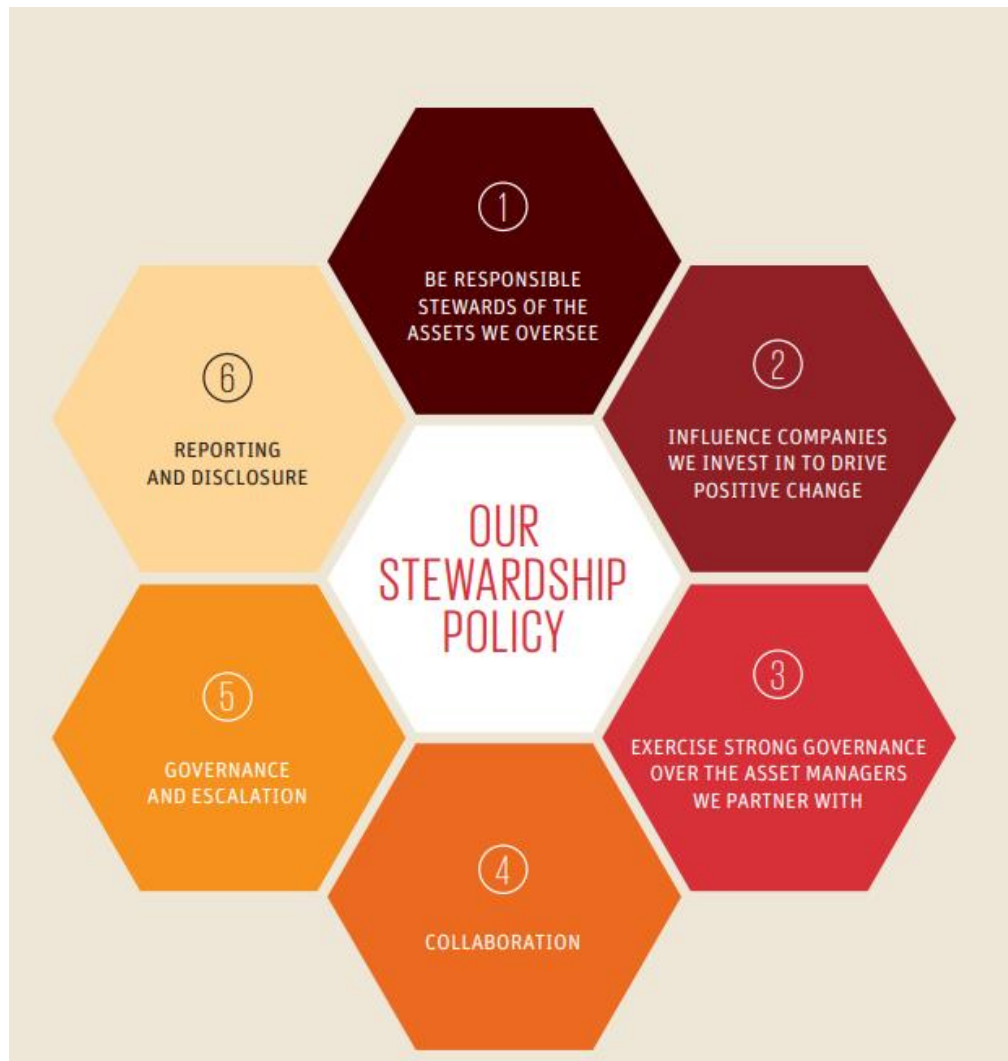 1
BE RESPONSIBLE
STEWARDS OF THE
ASSETS WE OVERSEE
2
INFLUENCE COMPANIES
WE INVEST IN TO DRIVE
POSITIVE CHANGE
3
EXERCISE STRONG GOVERNANCE
OVER THE ASSET MANAGERS
WE PARTNER WITH
4
COLLABORATION
5
GOVERNANCE
AND ESCALATION
6
REPORTING
AND DISCLOSURE
OUR
STEWARDSHIP
POLICY